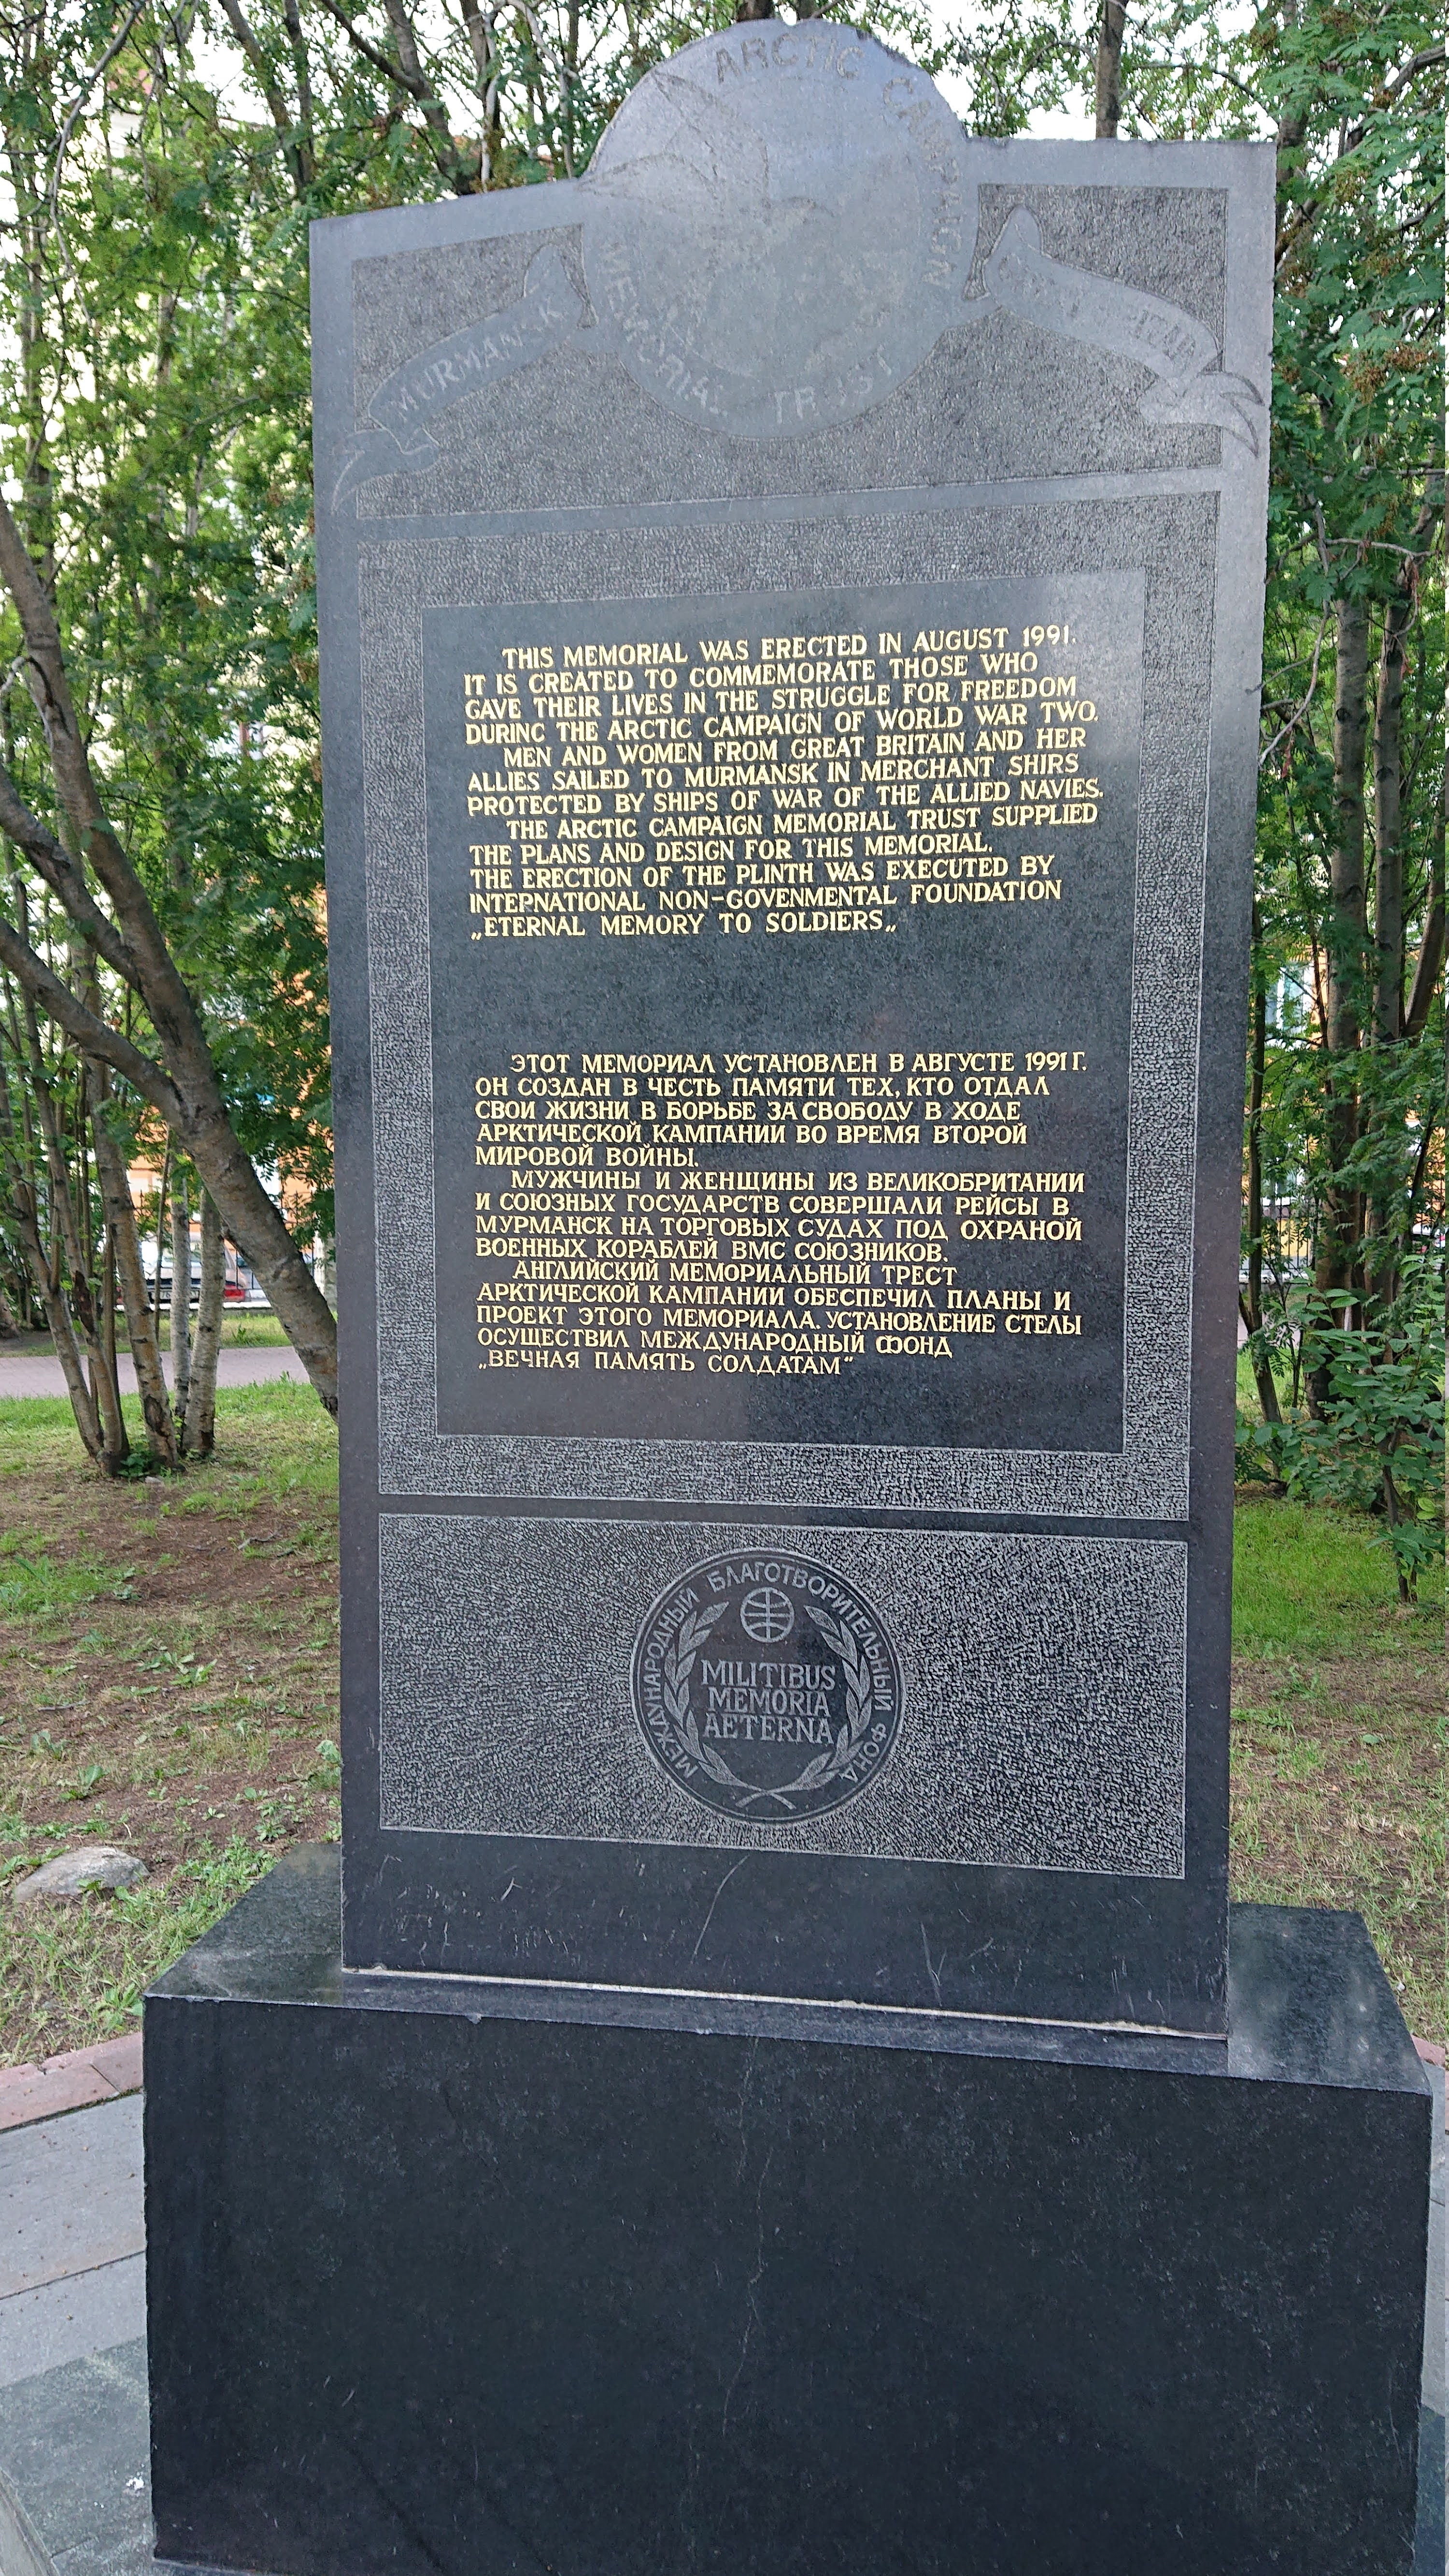 ARCTIC CAMPAIGN
MEMORIAL TRUST
MURMANSK
THIS MEMORIAL WAS ERECTED IN AUGUST 1991.
IT IS CREATED TO COMMEMORATE THOSE WHO
GAVE THEIR LIVES IN THE STRUGGLE FOR FREEDOM
DURINC THE ARCTIC CAMPAIGN OF WORLD WAR TWO.
MEN AND WOMEN FROM GREAT BRITAIN AND HER
ALLIES SAILED TO MURMANSK IN MERCHANT SHIRS
PROTECTED BY SHIPS OF WAR OF THE ALLIED NAVIES.
THE ARCTIC CAMPAIGN MEMORIAL TRUST SUPPLIED
THE PLANS AND DESIGN FOR THIS MEMORIAL.
THE ERECTION OF THE PLINTH WAS EXECUTED BY
INTEPNATIONAL NON-GOVENMENTAL FOUNDATION
„ETERNAL MEMORY TO SOLDIERS„
ЭТОТ МЕМОРИАЛ УСТАНОВЛЕН В АВГУСТЕ 1991 Г.
ОН СОЗДАН В ЧЕСТЬ ПАМЯТИ ТЕХ, КТО ОТДАЛ
СВОИ ЖИЗНИ В БОРЬБЕ ЗА СВОБОДУ В ХОДЕ
АРКТИЧЕСКОЙ КАМПАНИИ ВО ВРЕМЯ ВТОРОЙ
МИРОВОЙ ВОЙНЫ.
МУЖЧИНЫ И ЖЕНЩИНЫ ИЗ ВЕЛИКОБРИТАНИИ
И СОЮЗНЫХ ГОСУДАРСТВ СОВЕРШАЛИ РЕЙСЫ В
МУРМАНСК НА ТОРГОВЫХ СУДАХ ПОД ОХРАНОЙ
ВОЕННЫХ КОРАБЛЕЙ ВМС СОЮЗНИКОВ.
АНГЛИЙСКИЙ МЕМОРИАЛЬНЫЙ ТРЕСТ
АРКТИЧЕСКОЙ КАМПАНИИ ОБЕСПЕЧИЛ ПЛАНЫ И
ПРОЕКТ ЭТОГО МЕМОРИАЛА. УСТАНОВЛЕНИЕ СТЕЛЫ
ОСУЩЕСТВИЛ МЕЖДУНАРОДНЫЙ ФОНД
„ВЕЧНАЯ ПАМЯТЬ СОЛДАТАМ“
МЕЖДУНАРОДНЫЙ БЛАГОТВОРИТЕЛЬНЫЙ ФОНД
MILITIBUS
MEMORIA
AETERNA